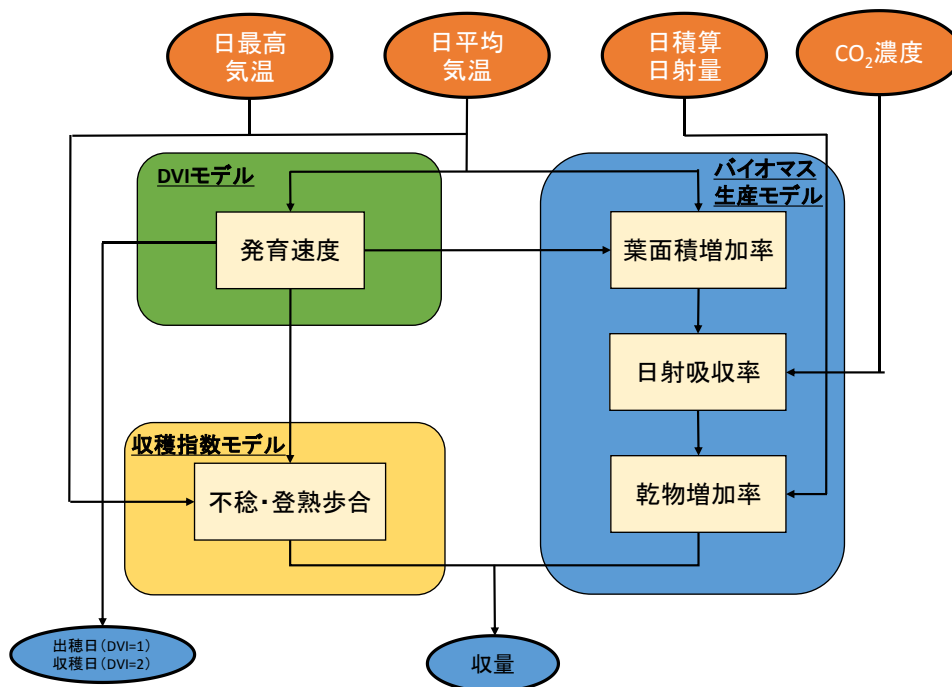 日最高
気温
日平均
気温
日積算
日射量
CO₂濃度
DVIモデル
バイオマス
生産モデル
発育速度
葉面積増加率
日射吸収率
収穫指数モデル
不稔・登熟歩合
乾物増加率
出穂日(DVI=1)
収穫日(DVI=2)
収量